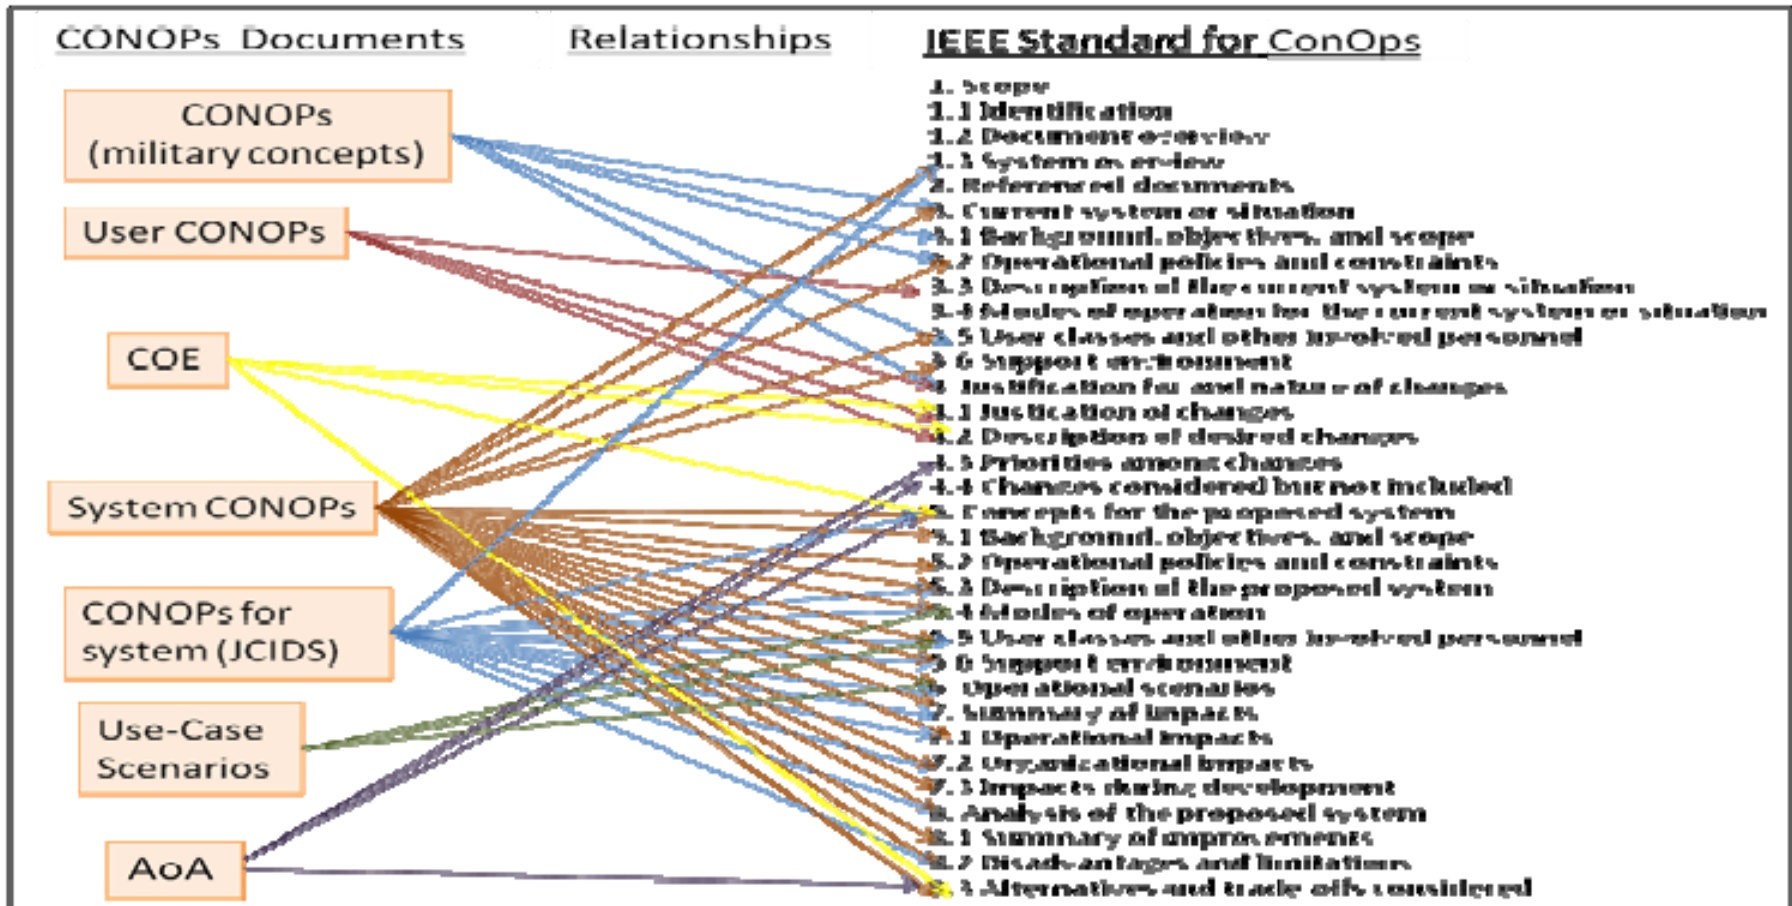 CONOPs Documents
Relationships
IEEE Standard for ConOps
CONOPs
(military concepts)
User CONOPs
COE
System CONOPs
CONOPs for
system (JCIDS)
Use-Case
Scenarios
AoA
1. Scope
1.1 Identification
1.2 Document overview
1.3 System overview
2. Referenced documents
3. Current system or situation
3.1 Background, objectives, and scope
3.2 Operational policies and constraints
3.3 Description of the current system or situation
3.4 Modes of operation for the current system or situation
3.5 User classes and other involved personnel
3.6 Support environment
4. Justification for and nature of changes
4.1 Justication of changes
4.2 Description of desired changes
4.3 Priorities among changes
4.4 Changes considered but not included
5. Concepts for the proposed system
5.1 Background, objectives, and scope
5.2 Operational policies and constraints
5.3 Description of the proposed system
5.4 Modes of operation
5.5 User classes and other involved personnel
5.6 Support environment
6. Operational scenarios
7. Summary of impacts
7.1 Operational impacts
7.2 Organizational impacts
7.3 Impacts during development
8. Analysis of the proposed system
8.1 Summary of improvements
8.2 Disadvantages and limitations
8.3 Alternatives and trade-offs considered